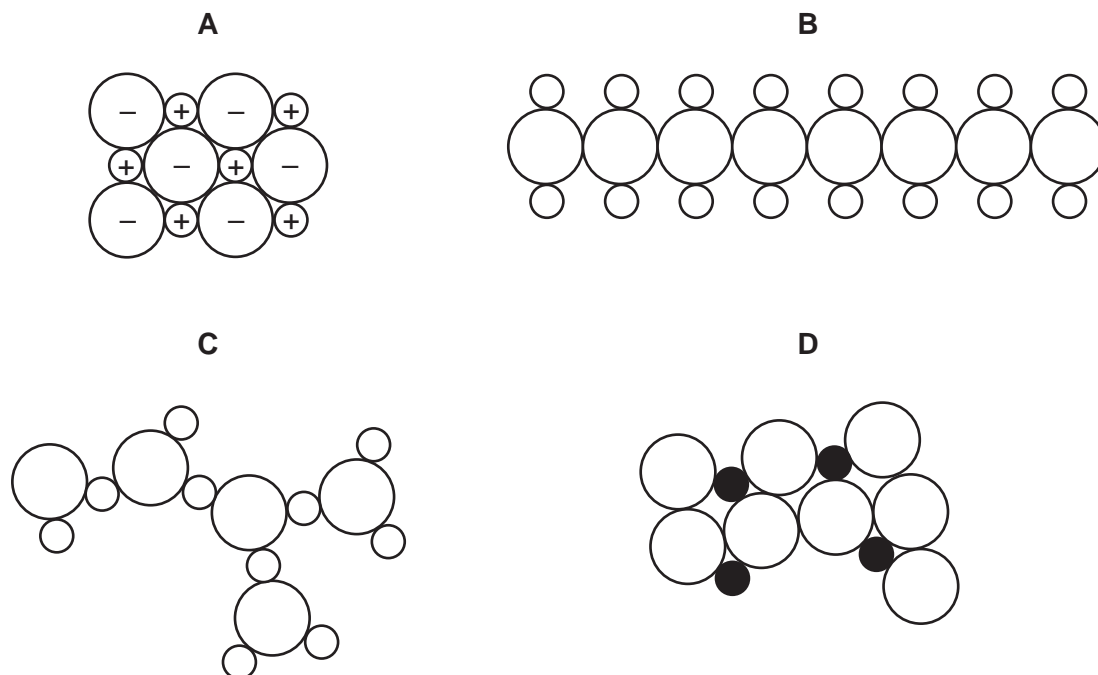 A B
− + − +
+ − + −
− + − +
C D